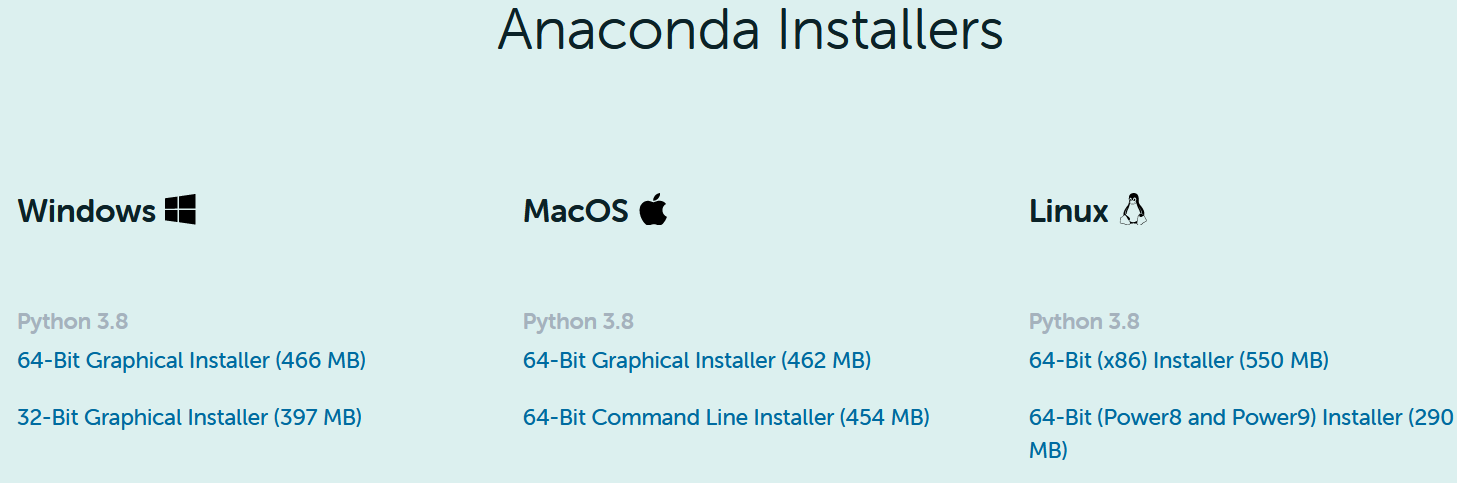 Anaconda Installers
Windows
Python 3.8
64-Bit Graphical Installer (466 MB)
32-Bit Graphical Installer (397 MB)
MacOS
Python 3.8
64-Bit Graphical Installer (462 MB)
64-Bit Command Line Installer (454 MB)
Linux
Python 3.8
64-Bit (x86) Installer (550 MB)
64-Bit (Power8 and Power9) Installer (290
MB)